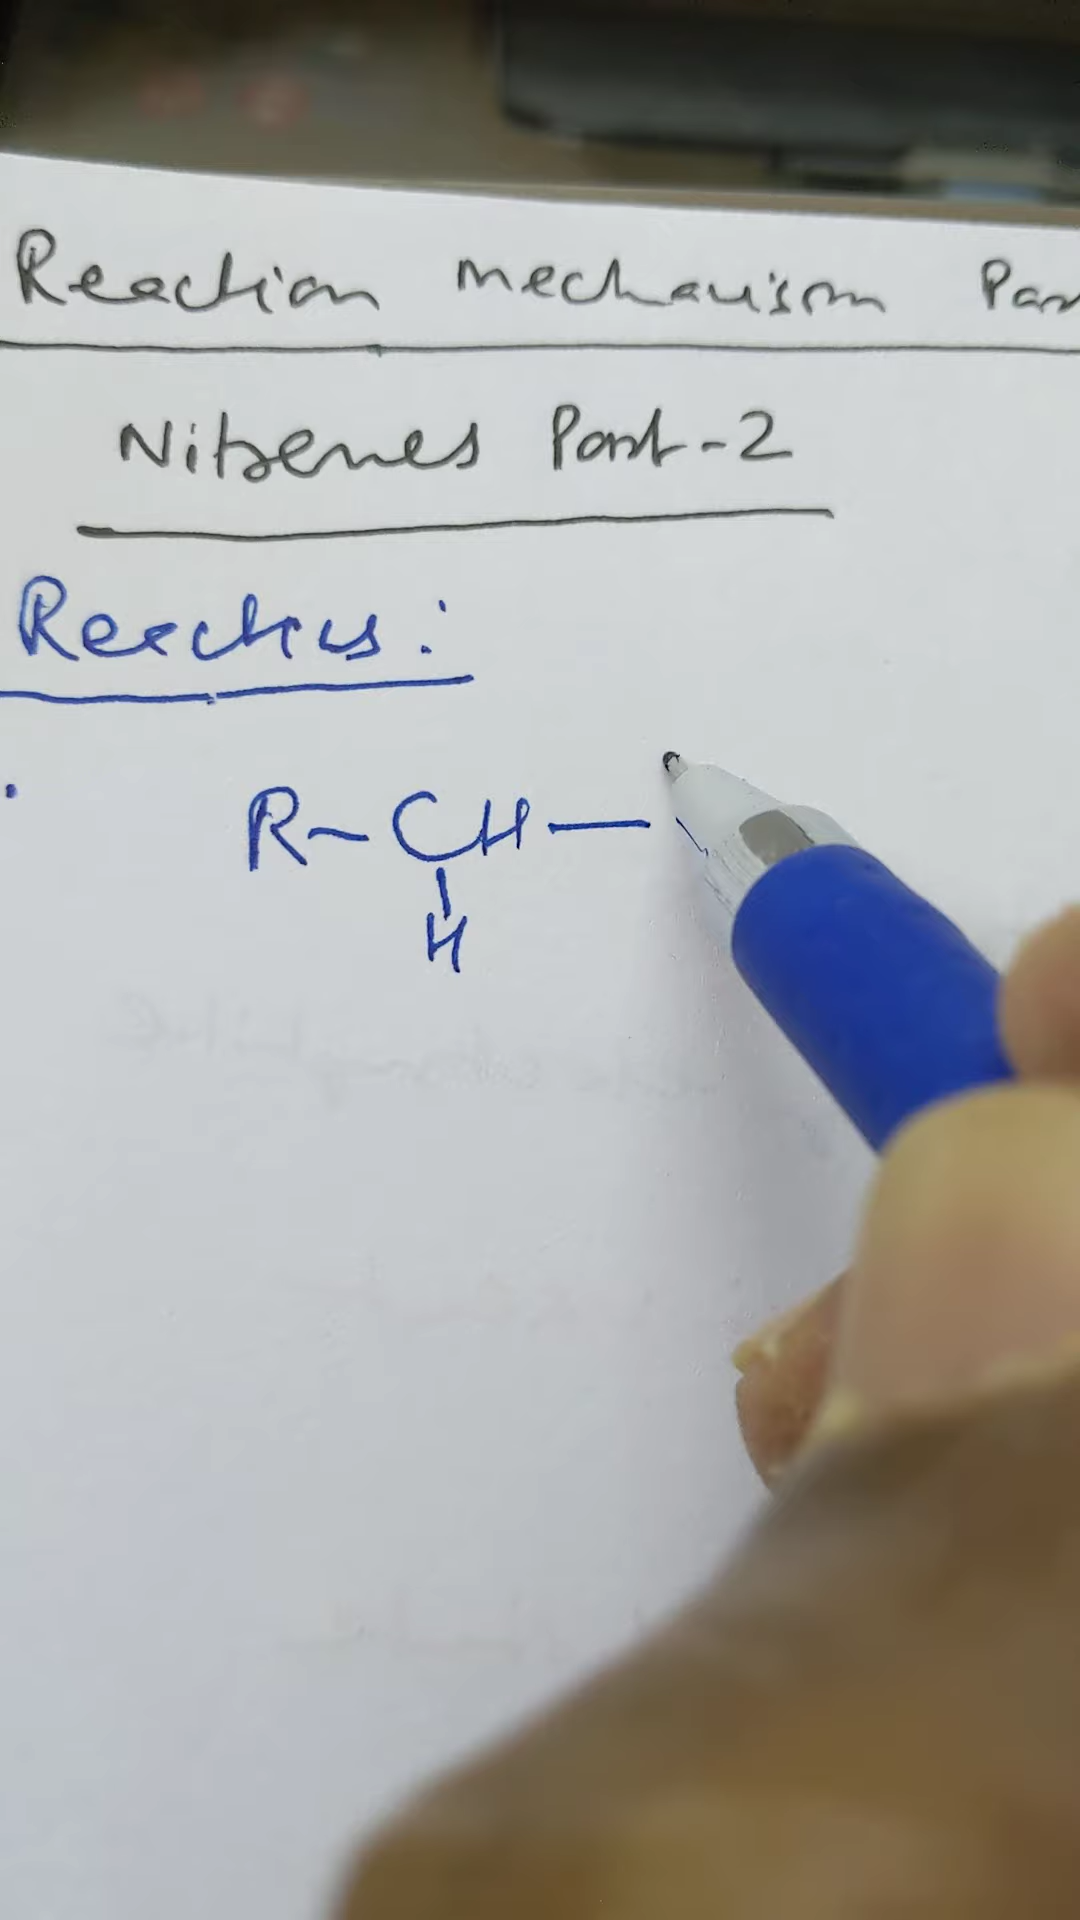 Reaction mechanism Par
Nitrenes Part-2
Reactions:
R-CH—
H